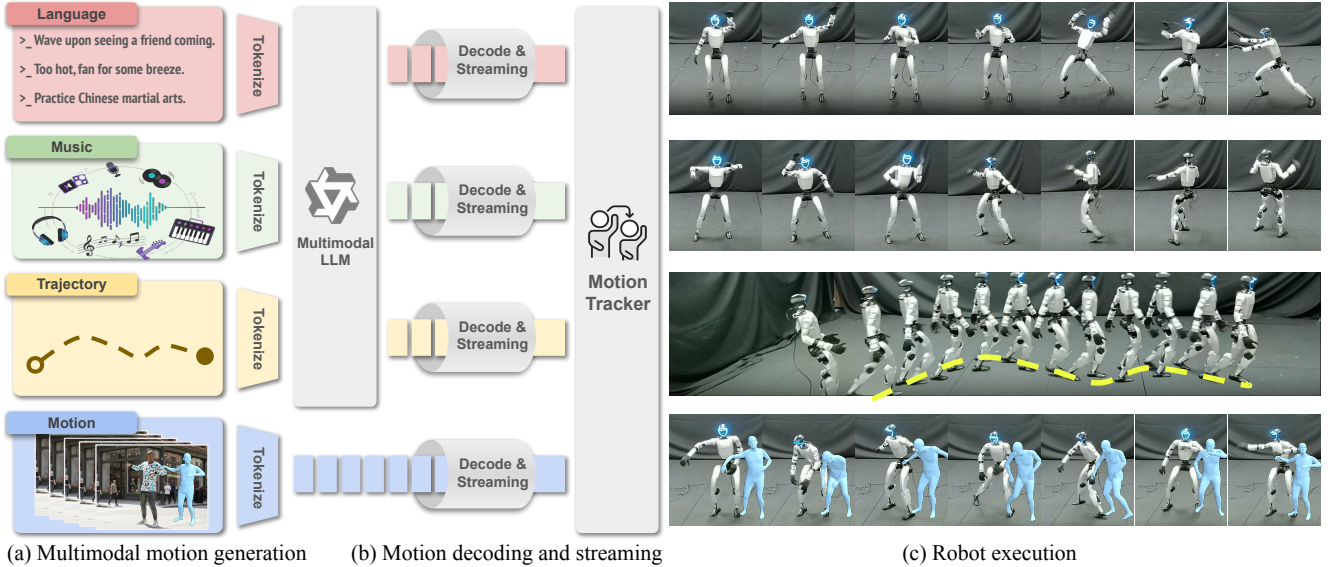 Language
>_ Wave upon seeing a friend coming.
>_ Too hot, fan for some breeze.
>_ Practice Chinese martial arts.
Tokenize
Decode &
Streaming
Music
Tokenize
Decode &
Streaming
Multimodal
LLM
Trajectory
Tokenize
Decode &
Streaming
Motion
Tracker
Motion
Tokenize
Decode &
Streaming
(a) Multimodal motion generation
(b) Motion decoding and streaming
(c) Robot execution